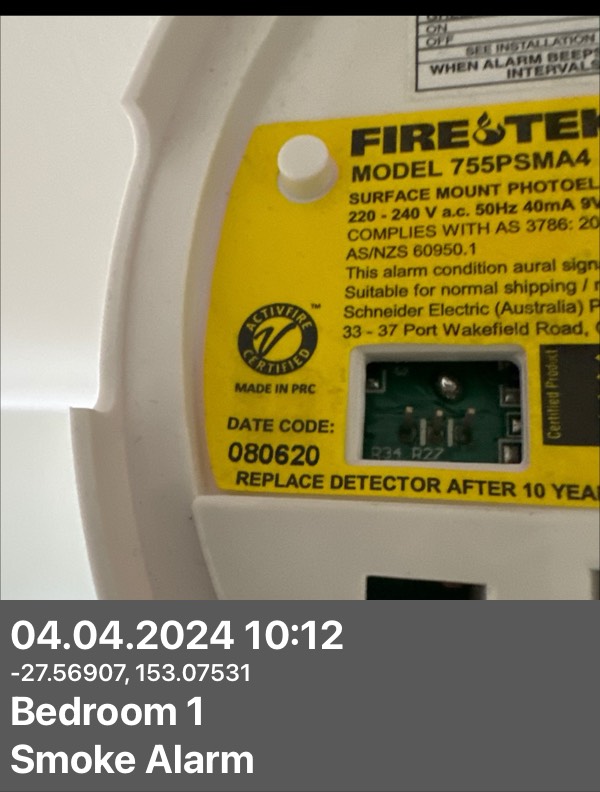 ON
OFF
SEE INSTALLATION
WHEN ALARM BEEPS
INTERVALS
FIRE TEK
MODEL 755PSMA4
SURFACE MOUNT PHOTOEL
220 - 240 V a.c. 50Hz 40mA 9V
COMPLIES WITH AS 3786: 20
AS/NZS 60950.1
This alarm condition aural sign
Suitable for normal shipping /
Schneider Electric (Australia) P
33 - 37 Port Wakefield Road,
ACTIVFIRE
CERTIFIED
TM
MADE IN PRC
Certified Product
DATE CODE:
080620
R34 R27
REPLACE DETECTOR AFTER 10 YEA
04.04.2024 10:12
-27.56907, 153.07531
Bedroom 1
Smoke Alarm